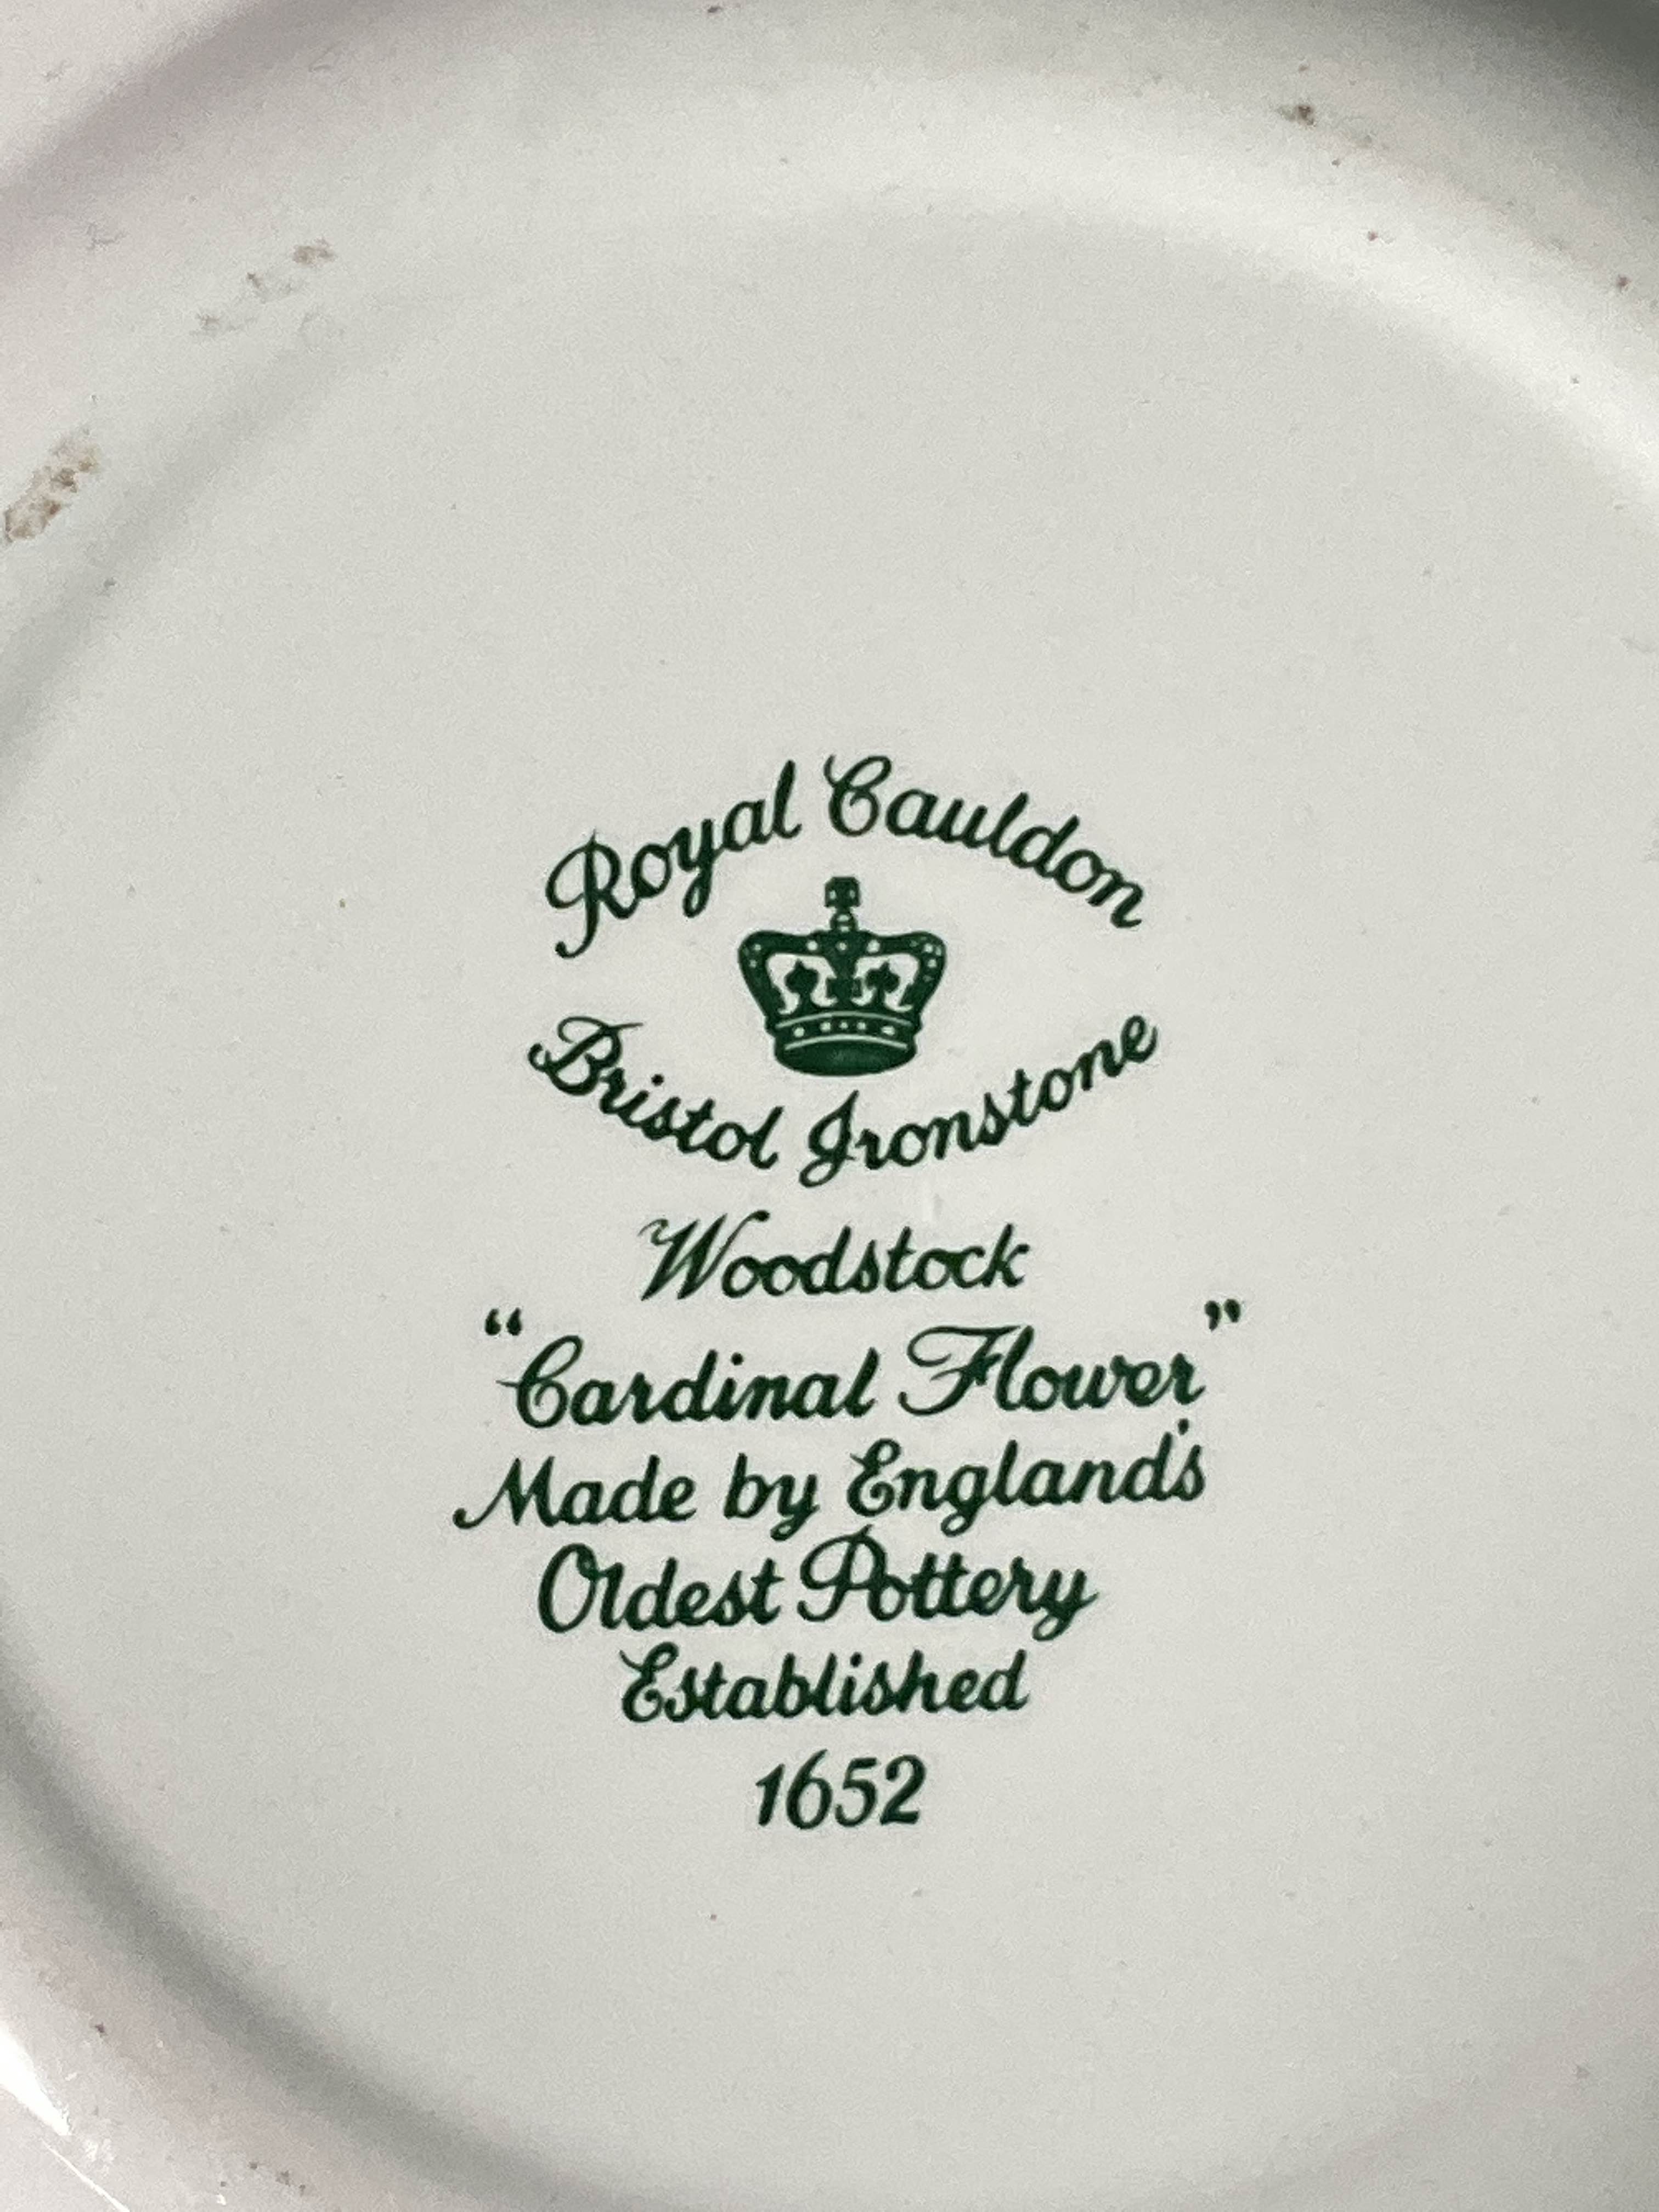 Royal Cauldon
Bristol Ironstone
Woodstock
“Cardinal Flower”
Made by England's
Oldest Pottery
Established
1652